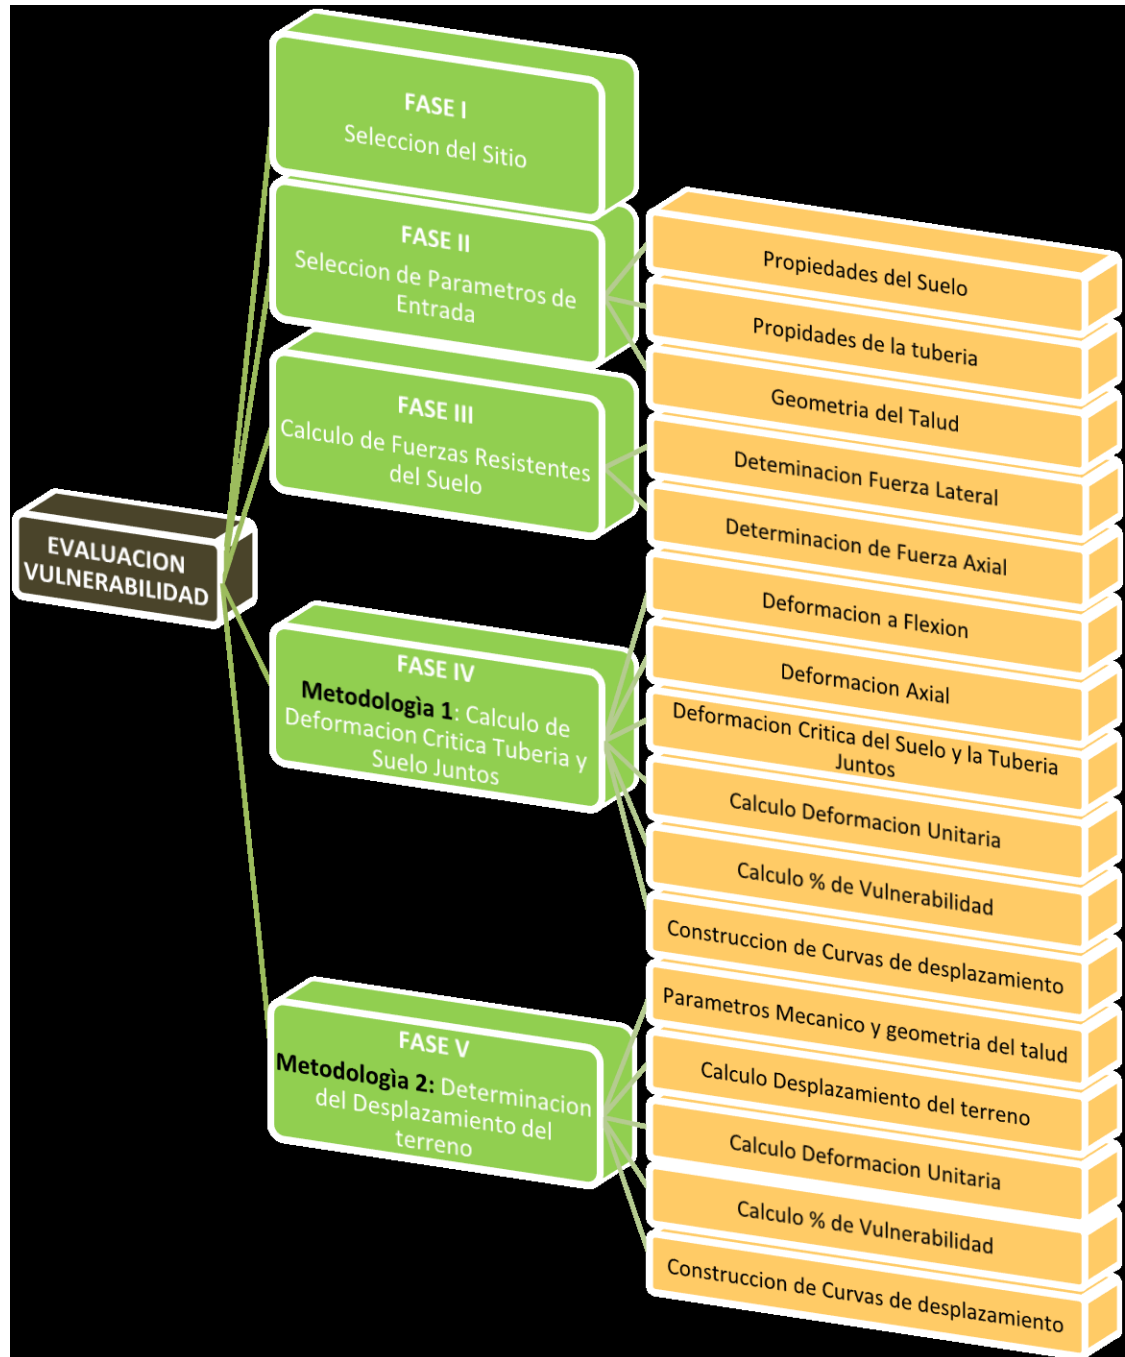 EVALUACION
VULNERABILIDAD
FASE I
Seleccion del Sitio
FASE II
Seleccion de Parametros de
Entrada
FASE III
Calculo de Fuerzas Resistentes
del Suelo
FASE IV
Metodologìa 1: Calculo de
Deformacion Critica Tuberia y
Suelo Juntos
FASE V
Metodologìa 2: Determinacion
del Desplazamiento del
terreno
Propiedades del Suelo
Propidades de la tuberia
Geometria del Talud
Deteminacion Fuerza Lateral
Determinacion de Fuerza Axial
Deformacion a Flexion
Deformacion Axial
Deformacion Critica del Suelo y la Tuberia
Juntos
Calculo Deformacion Unitaria
Calculo % de Vulnerabilidad
Construccion de Curvas de desplazamiento
Parametros Mecanico y geometria del talud
Calculo Desplazamiento del terreno
Calculo Deformacion Unitaria
Calculo % de Vulnerabilidad
Construccion de Curvas de desplazamiento